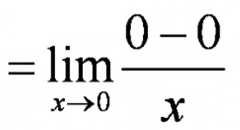 = lim x→0 (0 − 0)/x